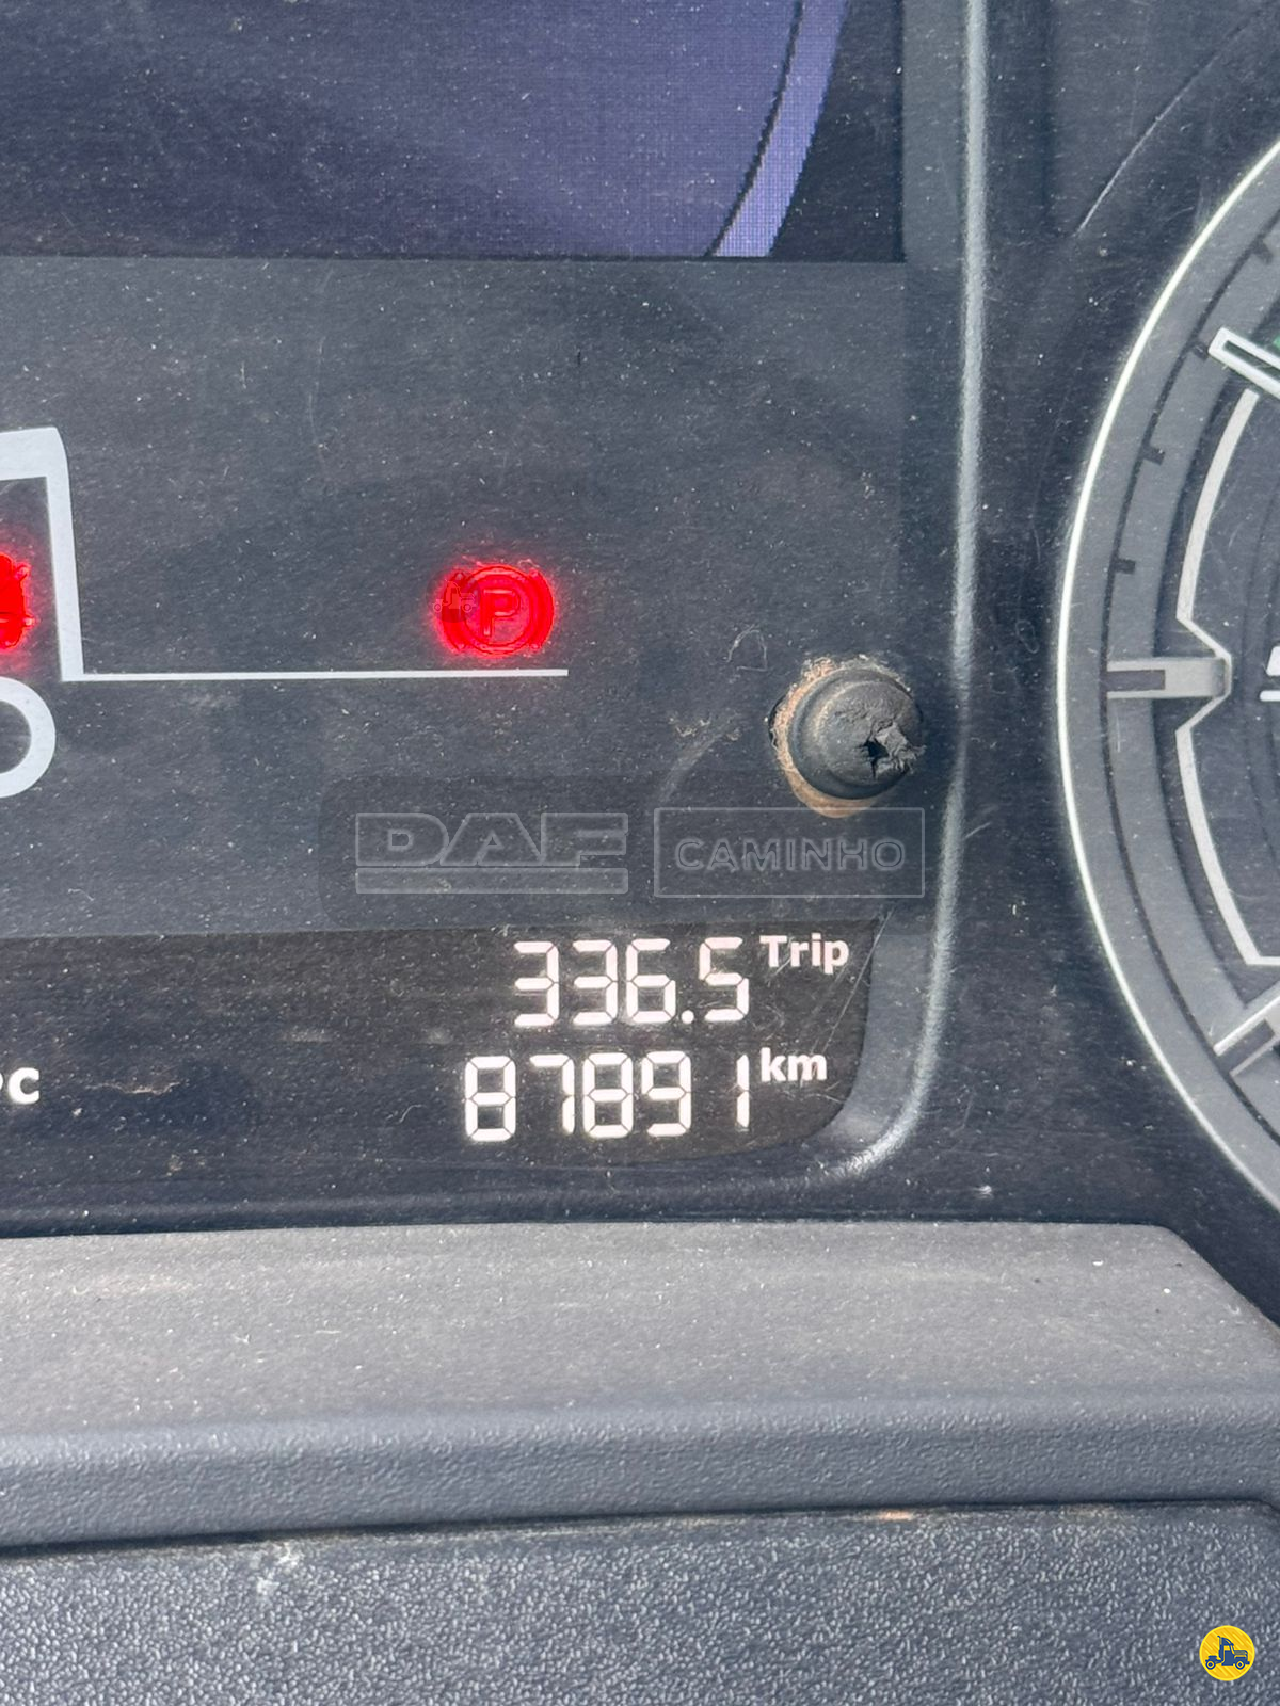 P
DAF CAMINHO
336.5 Trip
87891 km